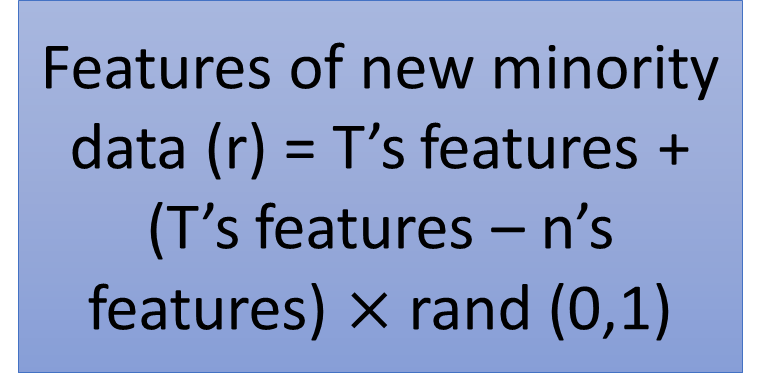 Features of new minority
data (r) = T’s features +
(T’s features – n’s
features) × rand (0,1)